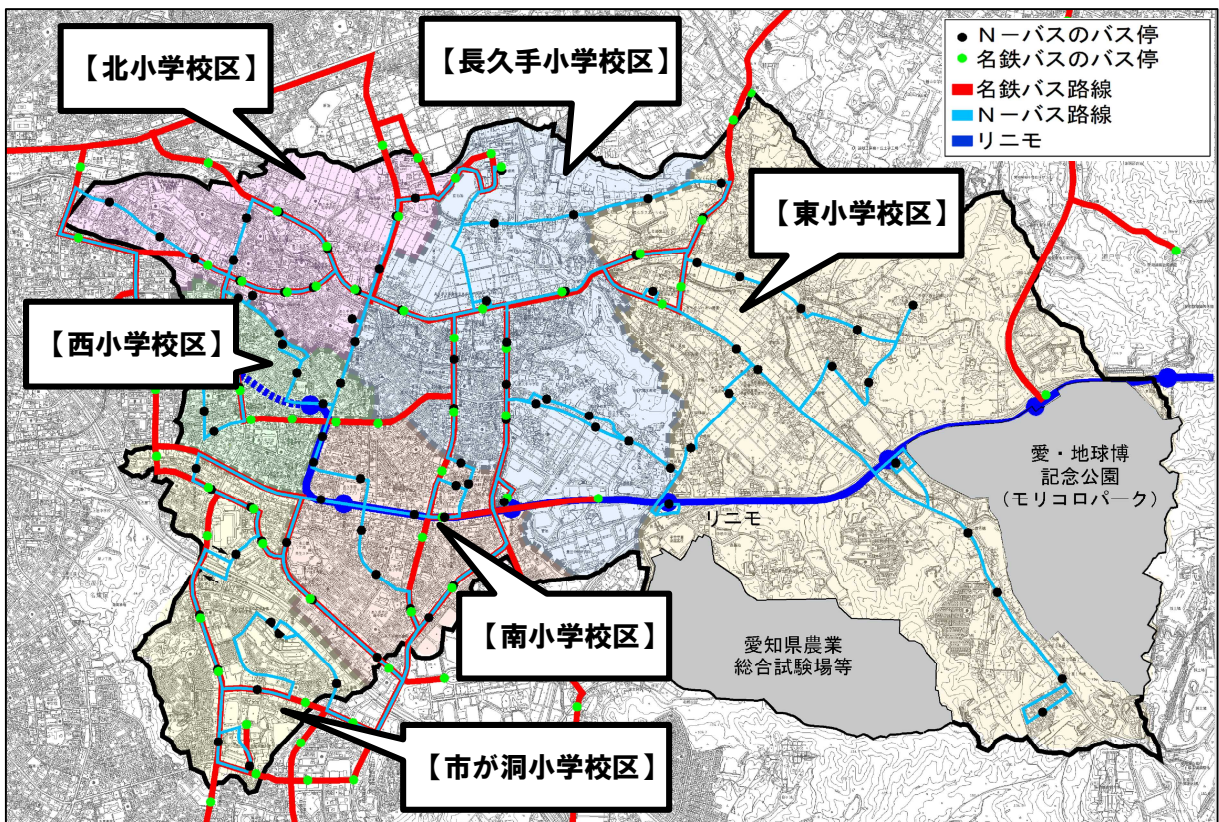 【北小学校区】
【長久手小学校区】
N－バスのバス停
名鉄バスのバス停
名鉄バス路線
N－バス路線
リニモ
【東小学校区】
【西小学校区】
愛・地球博
記念公園
（モリコロパーク）
リニモ
【南小学校区】
愛知県農業
総合試験場等
【市が洞小学校区】